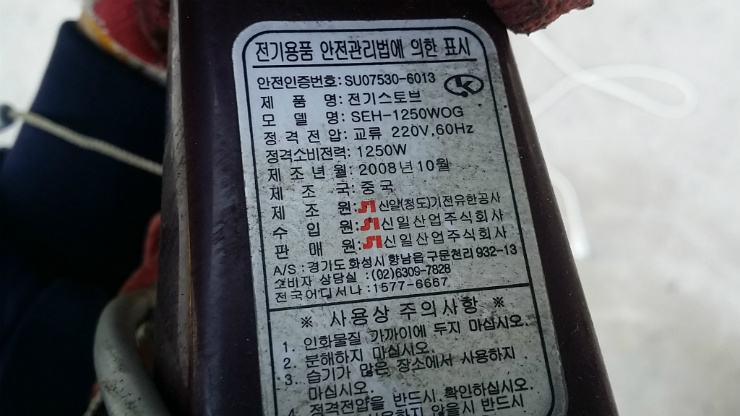 전기용품 안전관리법에 의한 표시
안전인증번호: SU07530-6013
제 품 명: 전기스토브
모 델 명: SEH-1250WOG
정 격 전 압: 교류 220V, 60Hz
정격소비전력: 1250W
제 조 년 월: 2008년 10월
제 조 국: 중국
제 조 원: 신일(청도)기전유한공사
수 입 원: 신일산업주식회사
판 매 원: 신일산업주식회사
A/S : 경기도 화성시 향남읍 구문천리 932-13
소비자 상담실 : (02)6309-7828
전국어디서나 : 1577-6667
※ 사용상 주의사항 ※
1. 인화물질 가까이에 두지 마십시오.
2. 분해하지 마십시오.
3. 습기가 많은 장소에서 사용하지
마십시오.
4. 정격전압을 반드시 확인하십시오.
사용하지 않을시 반드시